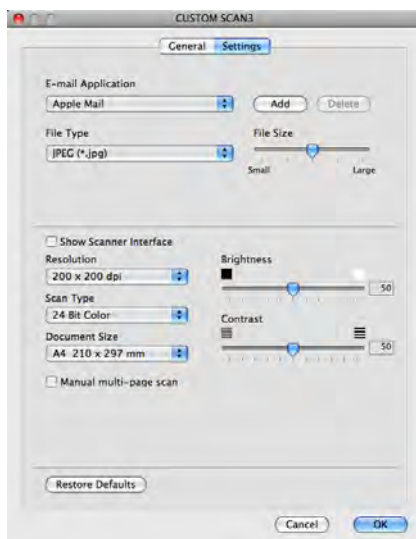 CUSTOM SCAN3
General Settings
E-mail Application
Apple Mail Add Delete
File Type File Size
JPEG (*.jpg)
Small Large
Show Scanner Interface
Resolution Brightness
200 x 200 dpi 50
Scan Type
24 Bit Color Contrast
Document Size
A4 210 x 297 mm 50
Manual multi-page scan
Restore Defaults
Cancel OK